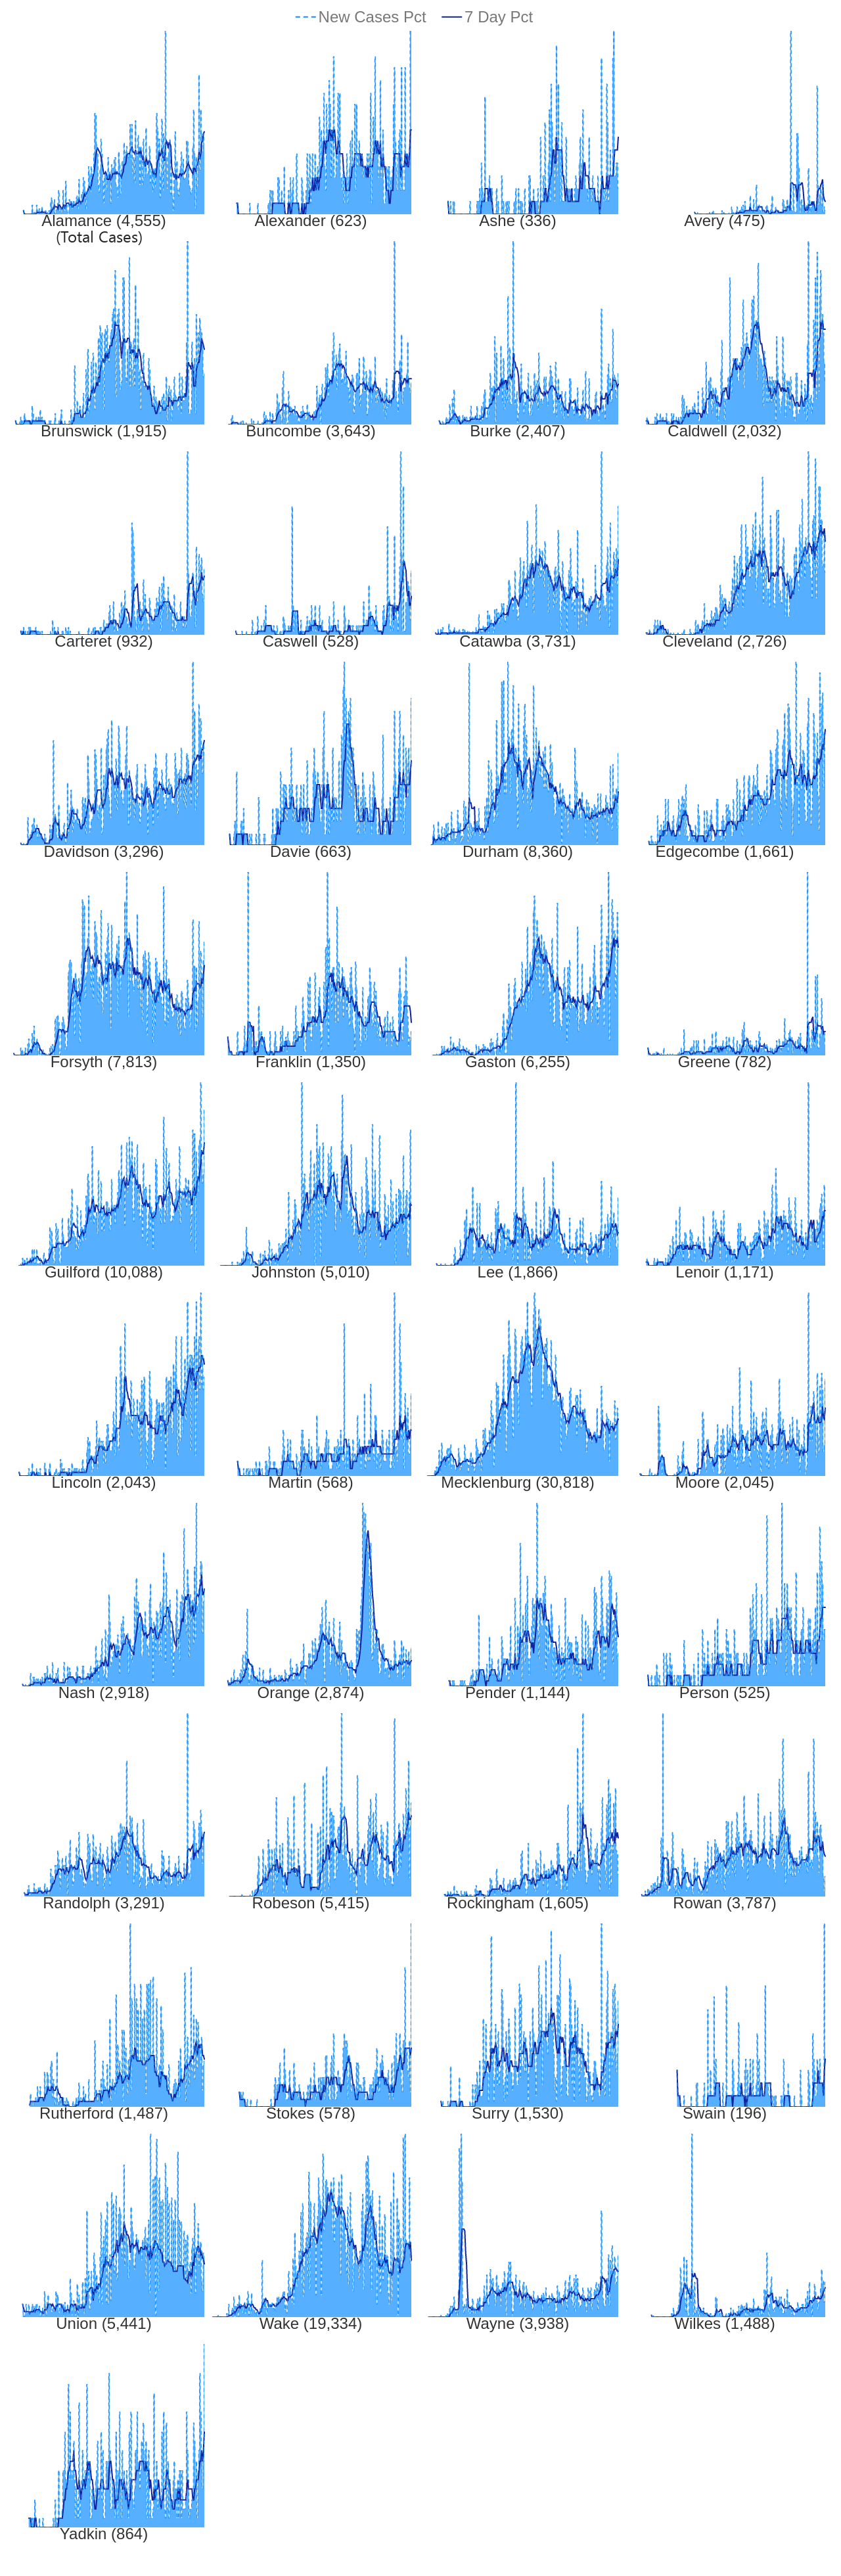 New Cases Pct 7 Day Pct
Alamance (4,555) Alexander (623) Ashe (336) Avery (475)
(Total Cases)
Brunswick (1,915) Buncombe (3,643) Burke (2,407) Caldwell (2,032)
Carteret (932) Caswell (528) Catawba (3,731) Cleveland (2,726)
Davidson (3,296) Davie (663) Durham (8,360) Edgecombe (1,661)
Forsyth (7,813) Franklin (1,350) Gaston (6,255) Greene (782)
Guilford (10,088) Johnston (5,010) Lee (1,866) Lenoir (1,171)
Lincoln (2,043) Martin (568) Mecklenburg (30,818) Moore (2,045)
Nash (2,918) Orange (2,874) Pender (1,144) Person (525)
Randolph (3,291) Robeson (5,415) Rockingham (1,605) Rowan (3,787)
Rutherford (1,487) Stokes (578) Surry (1,530) Swain (196)
Union (5,441) Wake (19,334) Wayne (3,938) Wilkes (1,488)
Yadkin (864)